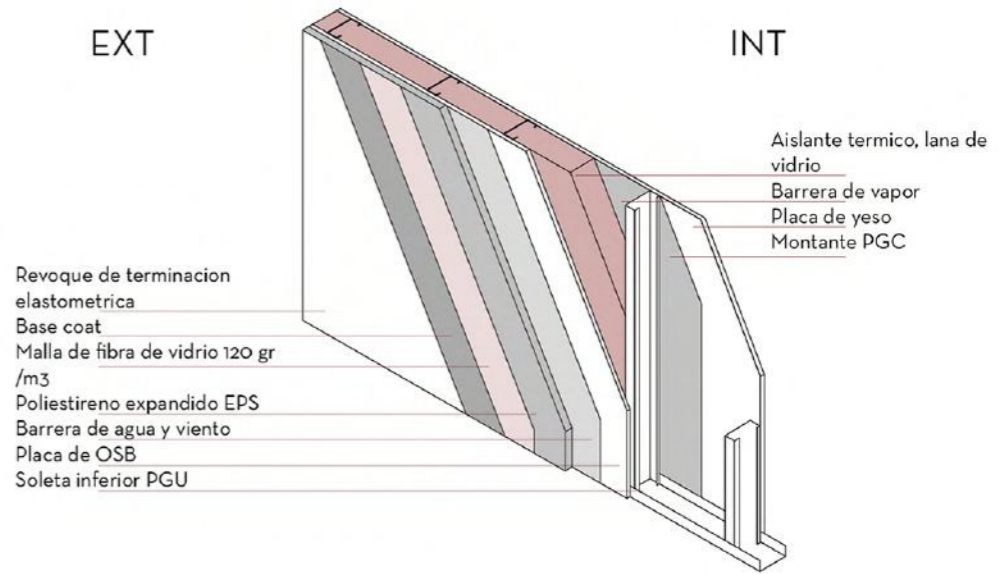 EXT
INT
Aislante termico, lana de
vidrio
Barrera de vapor
Placa de yeso
Montante PGC
Revoque de terminacion
elastometrica
Base coat
Malla de fibra de vidrio 120 gr
/m3
Poliestireno expandido EPS
Barrera de agua y viento
Placa de OSB
Soleta inferior PGU